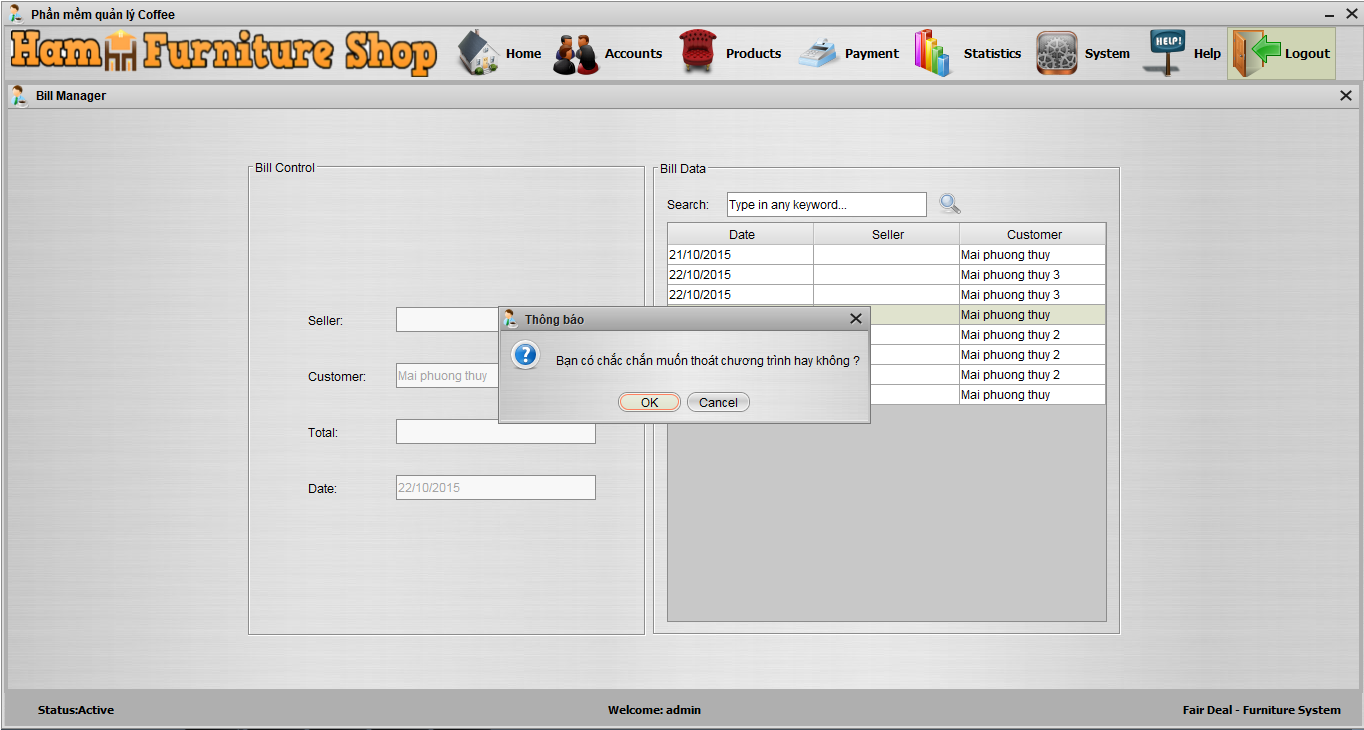 Phần mềm quản lý Coffee
Ham Furniture Shop
Home
Accounts
Products
Payment
Statistics
System
HELP!
Help
Logout
Bill Manager
Bill Control
Seller:
Customer: Mai phuong thuy
Total:
Date: 22/10/2015
Bill Data
Search: Type in any keyword...
Date Seller Customer
21/10/2015 Mai phuong thuy
22/10/2015 Mai phuong thuy 3
22/10/2015 Mai phuong thuy 3
Mai phuong thuy
Mai phuong thuy 2
Mai phuong thuy 2
Mai phuong thuy 2
Mai phuong thuy
Thông báo
Bạn có chắc chắn muốn thoát chương trình hay không ?
OK Cancel
Status:Active
Welcome: admin
Fair Deal - Furniture System